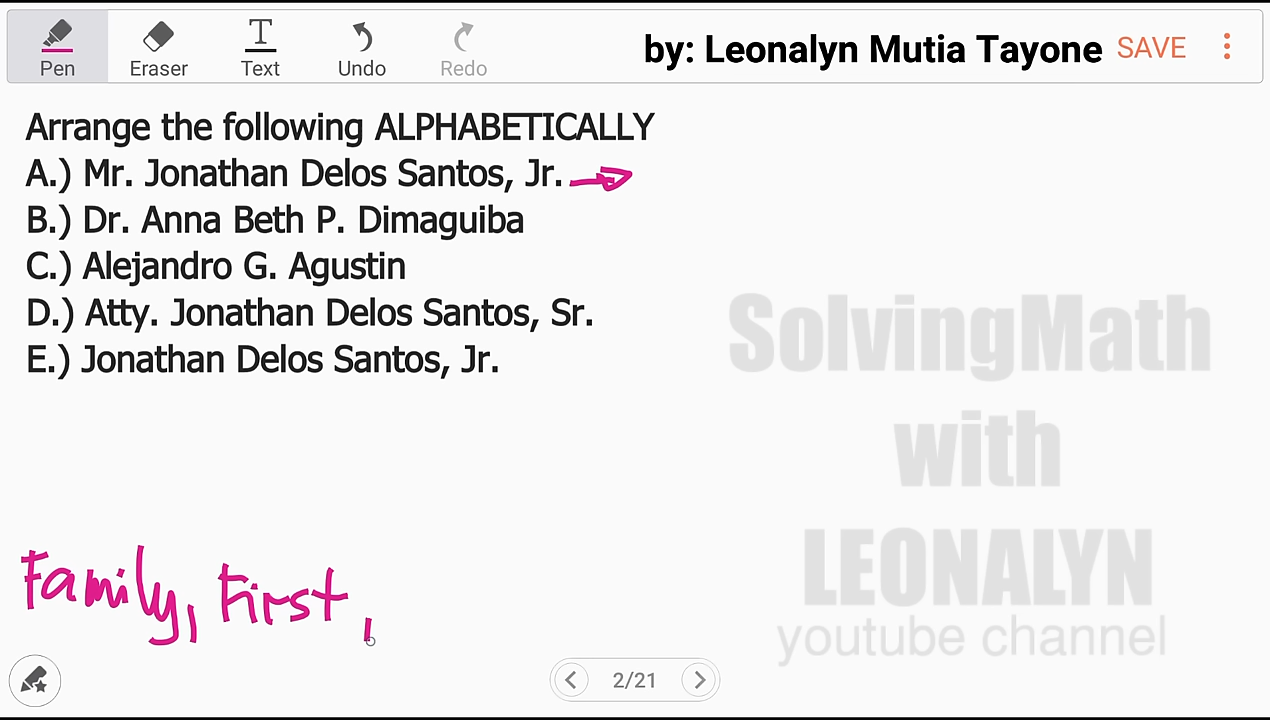 by: Leonalyn Mutia Tayone SAVE
Pen Eraser Text Undo Redo
Arrange the following ALPHABETICALLY
A.) Mr. Jonathan Delos Santos, Jr.
B.) Dr. Anna Beth P. Dimaguiba
C.) Alejandro G. Agustin
D.) Atty. Jonathan Delos Santos, Sr.
E.) Jonathan Delos Santos, Jr.
SolvingMath
with
LEONALYN
youtube channel
Family, First,
2/21